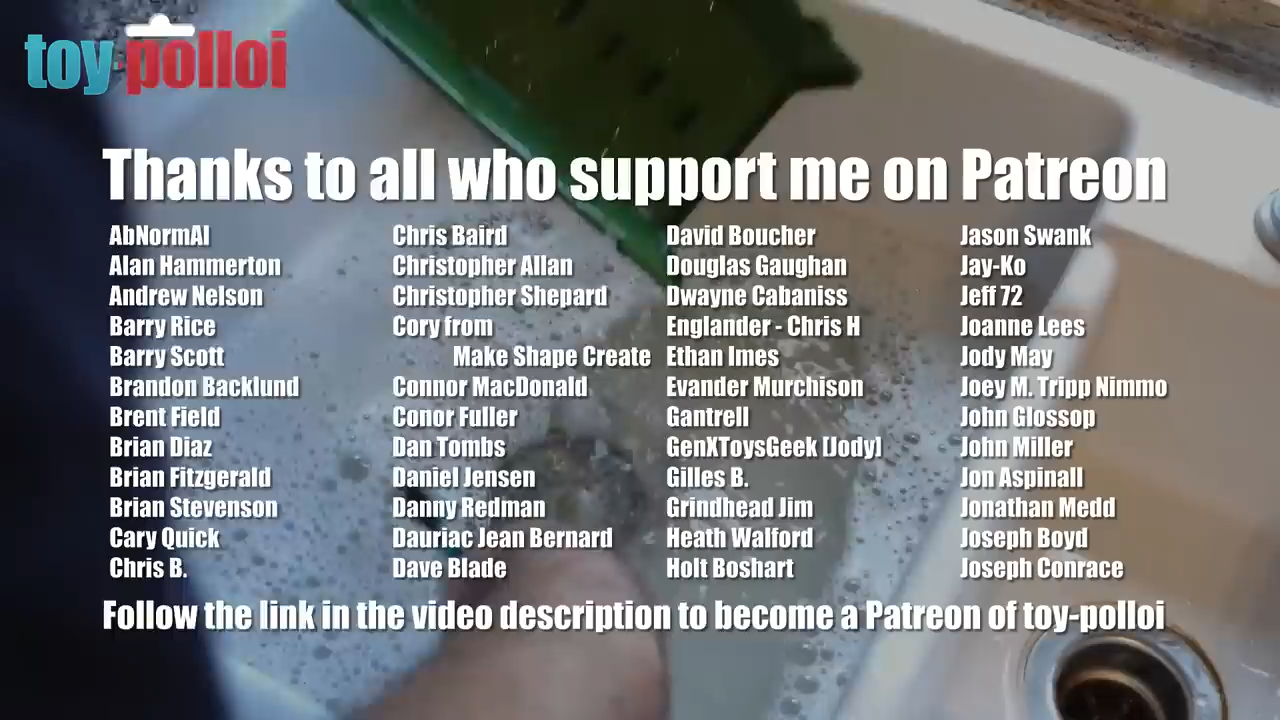 toy-polloi
Thanks to all who support me on Patreon
AbNormAl
Alan Hammerton
Andrew Nelson
Barry Rice
Barry Scott
Brandon Backlund
Brent Field
Brian Diaz
Brian Fitzgerald
Brian Stevenson
Cary Quick
Chris B.
Chris Baird
Christopher Allan
Christopher Shepard
Cory from
Make Shape Create
Connor MacDonald
Conor Fuller
Dan Tombs
Daniel Jensen
Danny Redman
Dauriac Jean Bernard
Dave Blade
David Boucher
Douglas Gaughan
Dwayne Cabaniss
Englander - Chris H
Ethan Imes
Evander Murchison
Gantrell
GenXToysGeek [Jody]
Gilles B.
Grindhead Jim
Heath Walford
Holt Boshart
Jason Swank
Jay-Ko
Jeff 72
Joanne Lees
Jody May
Joey M. Tripp Nimmo
John Glossop
John Miller
Jon Aspinall
Jonathan Medd
Joseph Boyd
Joseph Conrace
Follow the link in the video description to become a Patreon of toy-polloi